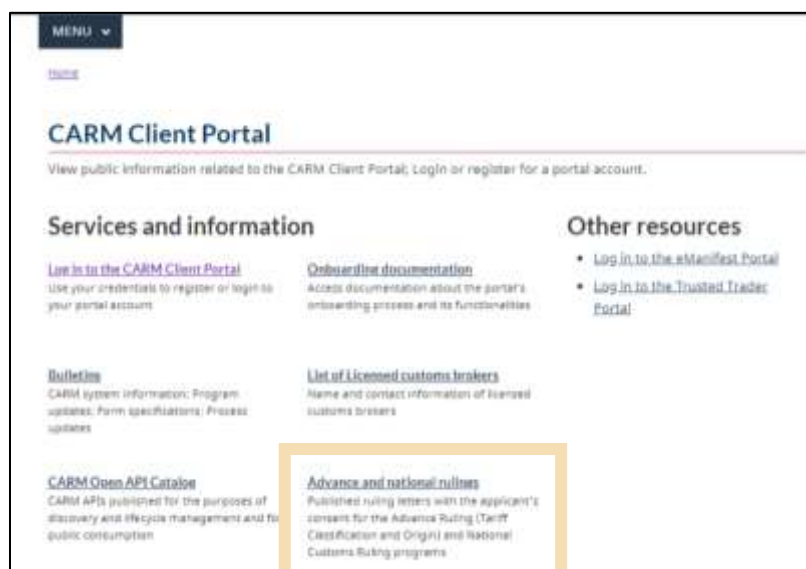 MENU
Home
CARM Client Portal
View public information related to the CARM Client Portal; Login or register for a portal account.
Services and information
Log in to the CARM Client Portal
Use your credentials to register or login to
your portal account
Onboarding documentation
Access documentation about the portal's
onboarding process and its functionalities
Bulletins
CARM system information: Program
updates; Form specifications; Process
updates
List of Licensed customs brokers
Name and contact information of licensed
customs brokers
CARM Open API Catalog
CARM APIs published for the purposes of
discovery and lifecycle management and for
public consumption
Advance and national rulings
Published ruling letters with the applicant's
consent for the Advance Ruling (Tariff
Classification and Origin) and National
Customs Ruling programs
Other resources
Log in to the eManifest Portal
Log in to the Trusted Trader
Portal